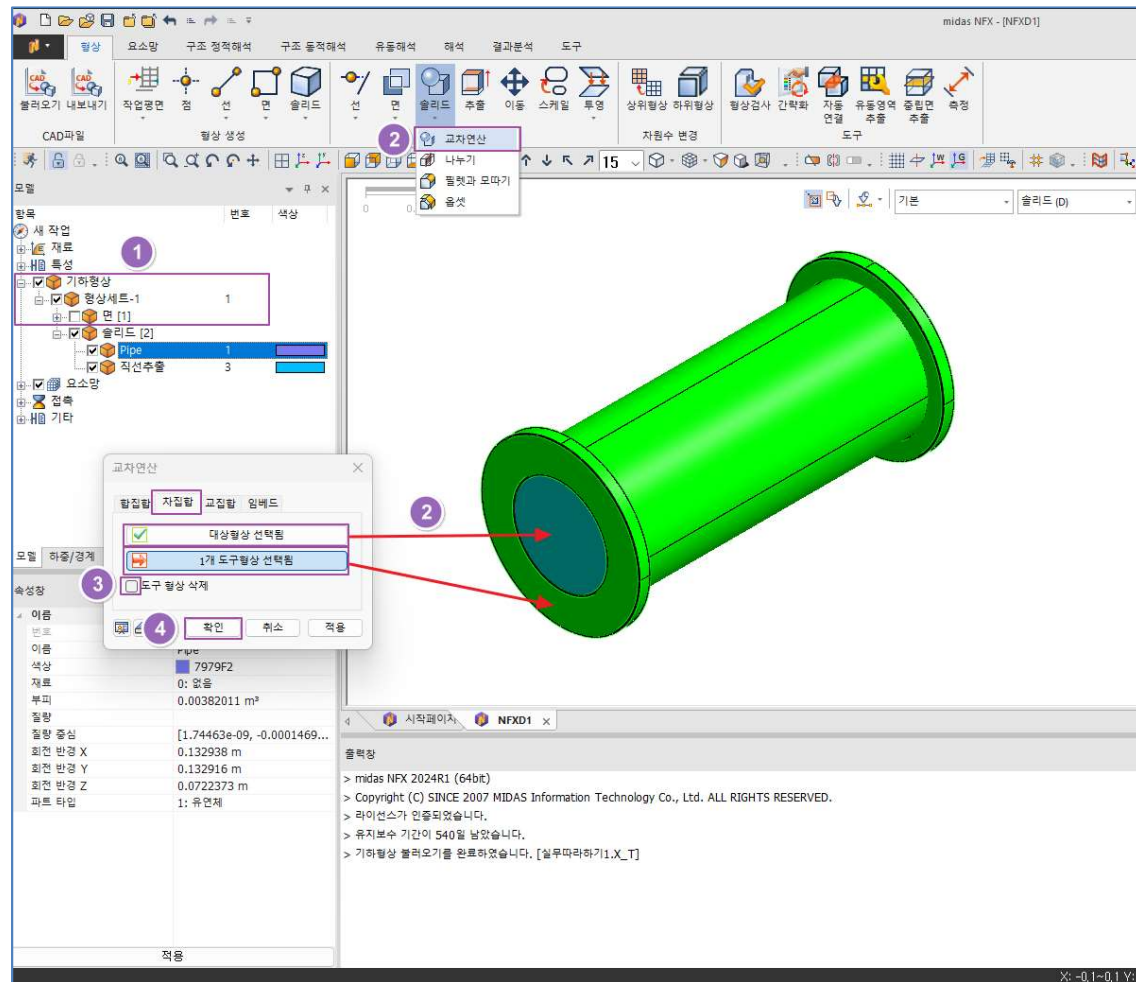 midas NFX - [NFXD1]
형상 요소망 구조 정적해석 구조 동적해석 유동해석 해석 결과분석 도구
CAD CAD
불러오기 내보내기 작업평면 점 선 면 솔리드 선 면 솔리드 추출 이동 스케일 투영 상위형상 하위형상 형상검사 간략화 자동 연결 유동영역 추출 중립면 추출 측정
CAD파일 형상 생성 차원수 변경 도구
2 교차연산
나누기
필렛과 모따기
옵셋
15
모델
항목 번호 색상
새 작업
재료
1
특성
기하형상
형상세트-1 1
면 [1]
솔리드 [2]
Pipe 1
직선추출 3
요소망
접촉
기타
0
기본 솔리드 (D)
교차연산
합집합 차집합 교집합 임베드
대상형상 선택됨
2
1개 도구형상 선택됨
3 도구 형상 삭제
4 확인 취소 적용
모델 하중/경계
속성창
이름
번호
이름 Pipe
색상 7979F2
재료 0: 없음
부피 0.00382011 m³
질량
질량 중심 [1.74463e-09, -0.0001469...
회전 반경 X 0.132938 m
회전 반경 Y 0.132916 m
회전 반경 Z 0.0722373 m
파트 타입 1: 유연체
적용
시작페이지 NFXD1
출력창
> midas NFX 2024R1 (64bit)
> Copyright (C) SINCE 2007 MIDAS Information Technology Co., Ltd. ALL RIGHTS RESERVED.
> 라이선스가 인증되었습니다.
> 유지보수 기간이 540일 남았습니다.
> 기하형상 불러오기를 완료하였습니다. [실무따라하기1.X_T]
X: -0,1~0,1 Y: